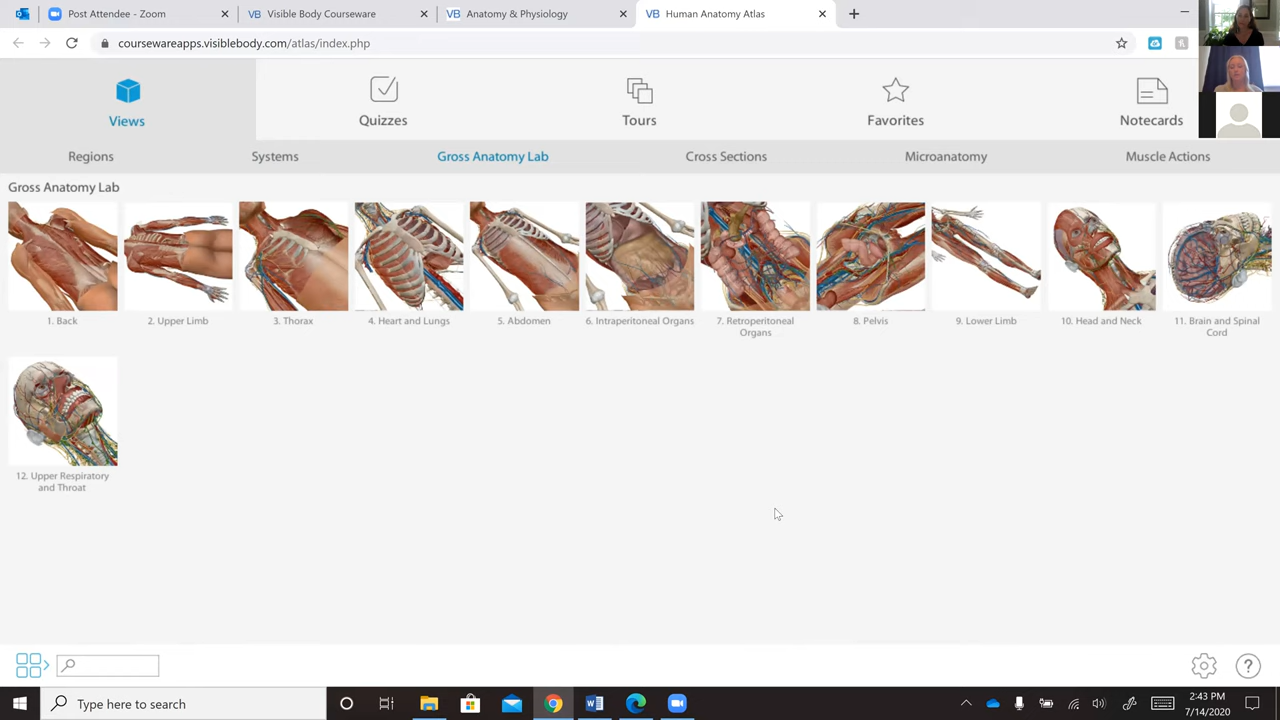 Post Attendee - Zoom
VB Visible Body Courseware
VB Anatomy & Physiology
VB Human Anatomy Atlas
coursewareapps.visiblebody.com/atlas/index.php
Views
Quizzes
Tours
Favorites
Notecards
Regions
Systems
Gross Anatomy Lab
Cross Sections
Microanatomy
Muscle Actions
Gross Anatomy Lab
1. Back
2. Upper Limb
3. Thorax
4. Heart and Lungs
5. Abdomen
6. Intraperitoneal Organs
7. Retroperitoneal
Organs
8. Pelvis
9. Lower Limb
10. Head and Neck
11. Brain and Spinal
Cord
12. Upper Respiratory
and Throat
Type here to search
2:43 PM
7/14/2020